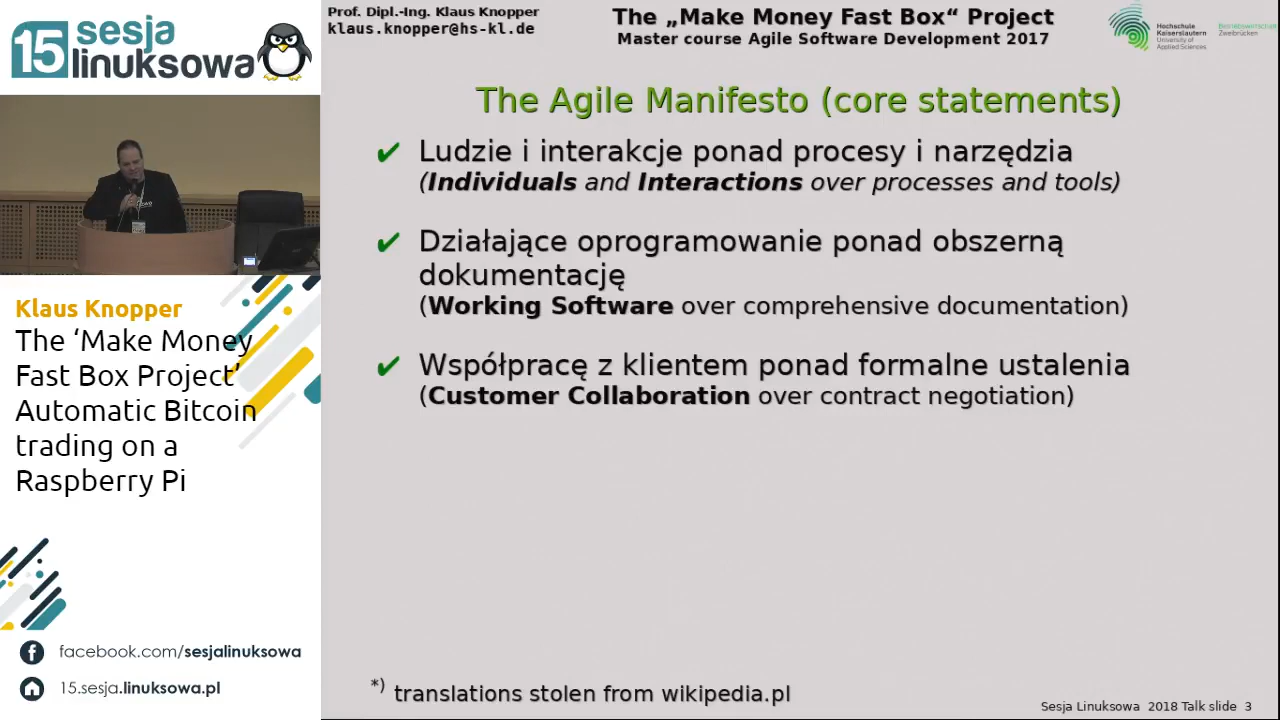 15 sesja
linuksowa
Klaus Knopper
The ‘Make Money
Fast Box Project’
Automatic Bitcoin
trading on a
Raspberry Pi
facebook.com/sesjalinuksowa
15.sesja.linuksowa.pl
Prof. Dipl.-Ing. Klaus Knopper
klaus.knopper@hs-kl.de
The „Make Money Fast Box“ Project
Master course Agile Software Development 2017
Hochschule
Kaiserslautern
University of
Applied Sciences
Betriebswirtschaft
Zweibrücken
The Agile Manifesto (core statements)
✔ Ludzie i interakcje ponad procesy i narzędzia
(Individuals and Interactions over processes and tools)
✔ Działające oprogramowanie ponad obszerną
dokumentację
(Working Software over comprehensive documentation)
✔ Współpracę z klientem ponad formalne ustalenia
(Customer Collaboration over contract negotiation)
*) translations stolen from wikipedia.pl
Sesja Linuksowa 2018 Talk slide 3